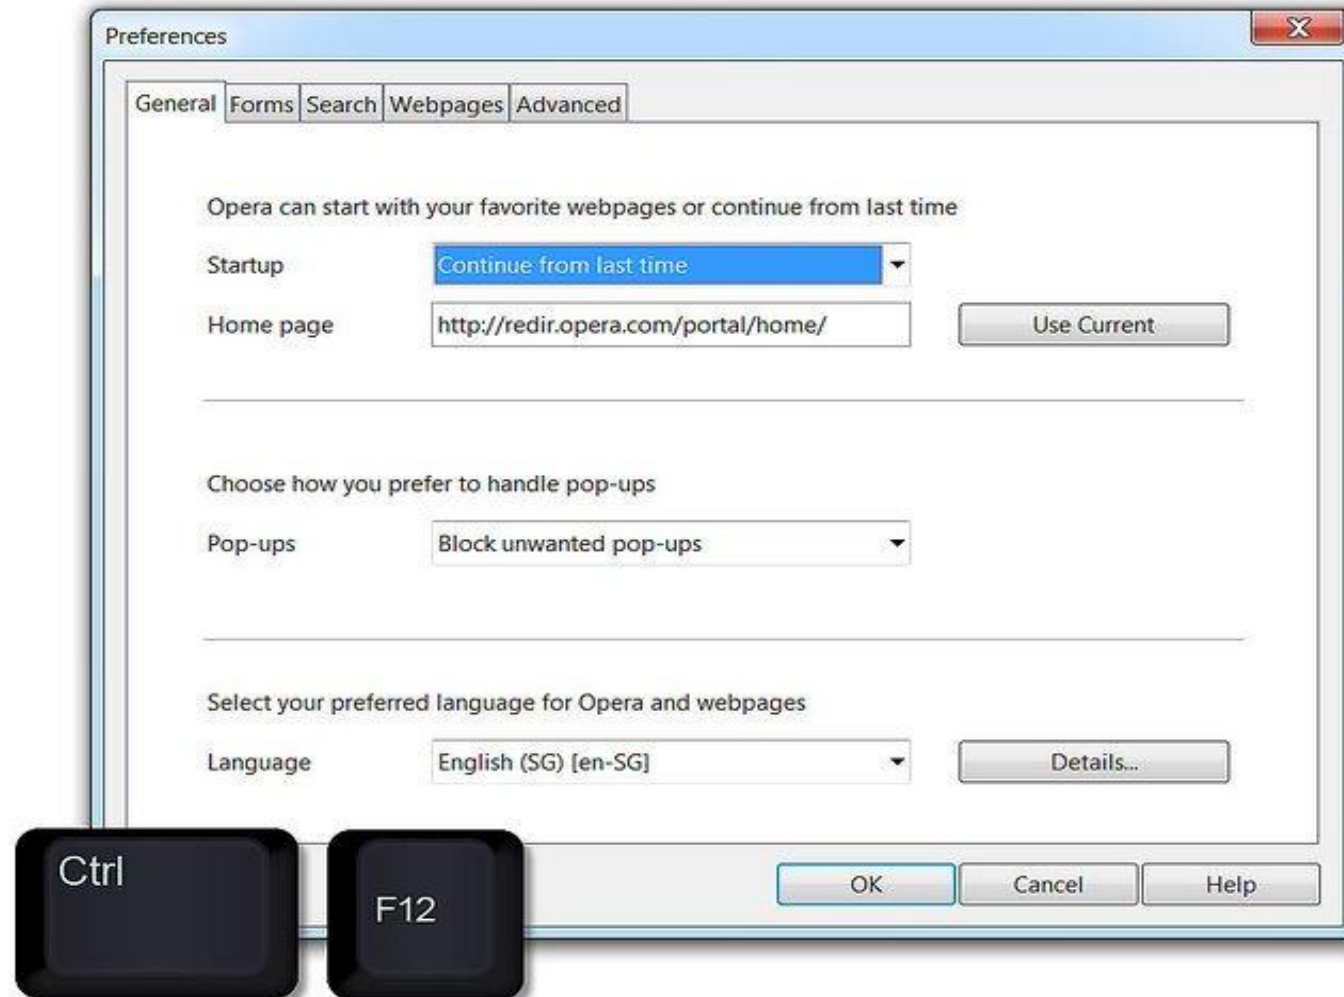 Preferences
General Forms Search Webpages Advanced
Opera can start with your favorite webpages or continue from last time
Startup Continue from last time
Home page http://redir.opera.com/portal/home/ Use Current
Choose how you prefer to handle pop-ups
Pop-ups Block unwanted pop-ups
Select your preferred language for Opera and webpages
Language English (SG) [en-SG] Details...
OK Cancel Help
Ctrl
F12